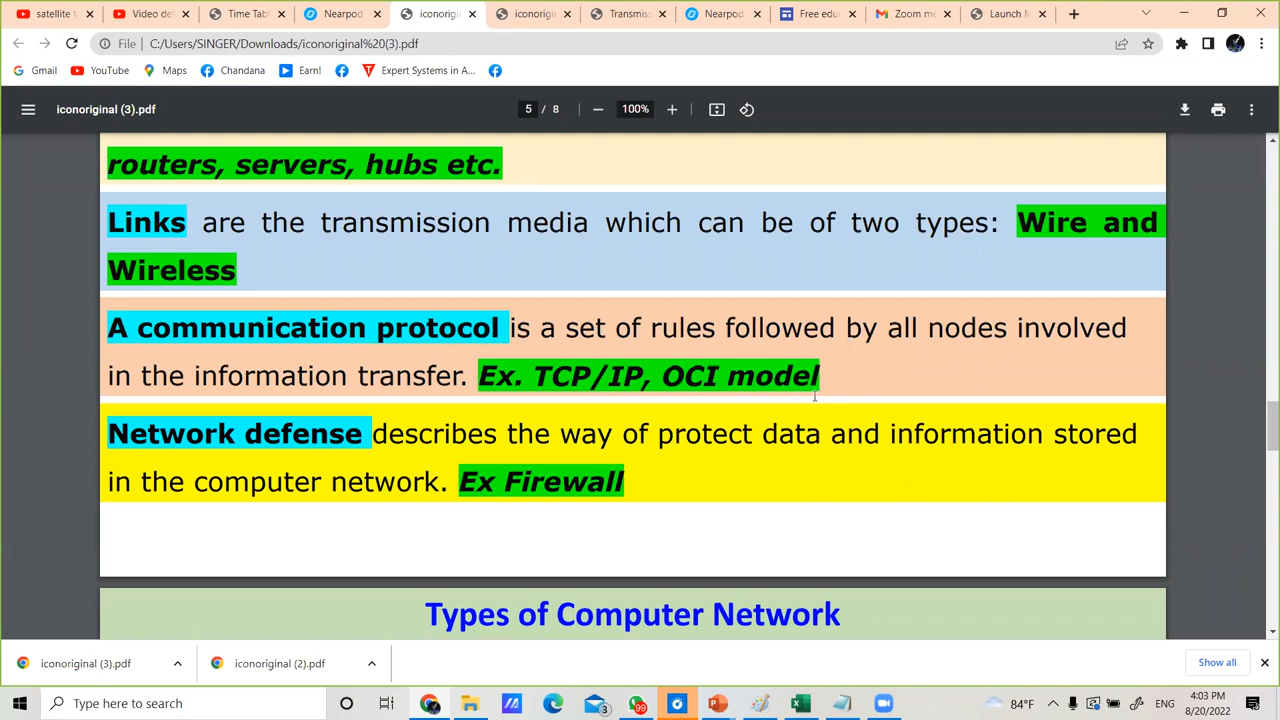 satellite t
Video de
Time Tabl
Nearpod
iconorigi
iconorigi
Transmiss
Nearpod
Free edu
Zoom me
Launch M
File
C:/Users/SINGER/Downloads/iconoriginal%20(3).pdf
Gmail
YouTube
Maps
Chandana
Earn!
Expert Systems in A...
iconoriginal (3).pdf
5 / 8
100%
routers, servers, hubs etc.
Links are the transmission media which can be of two types: Wire and
Wireless
A communication protocol is a set of rules followed by all nodes involved
in the information transfer. Ex. TCP/IP, OCI model
Network defense describes the way of protect data and information stored
in the computer network. Ex Firewall
Types of Computer Network
iconoriginal (3).pdf
iconoriginal (2).pdf
Show all
Type here to search
3
99
84°F
ENG
4:03 PM
8/20/2022